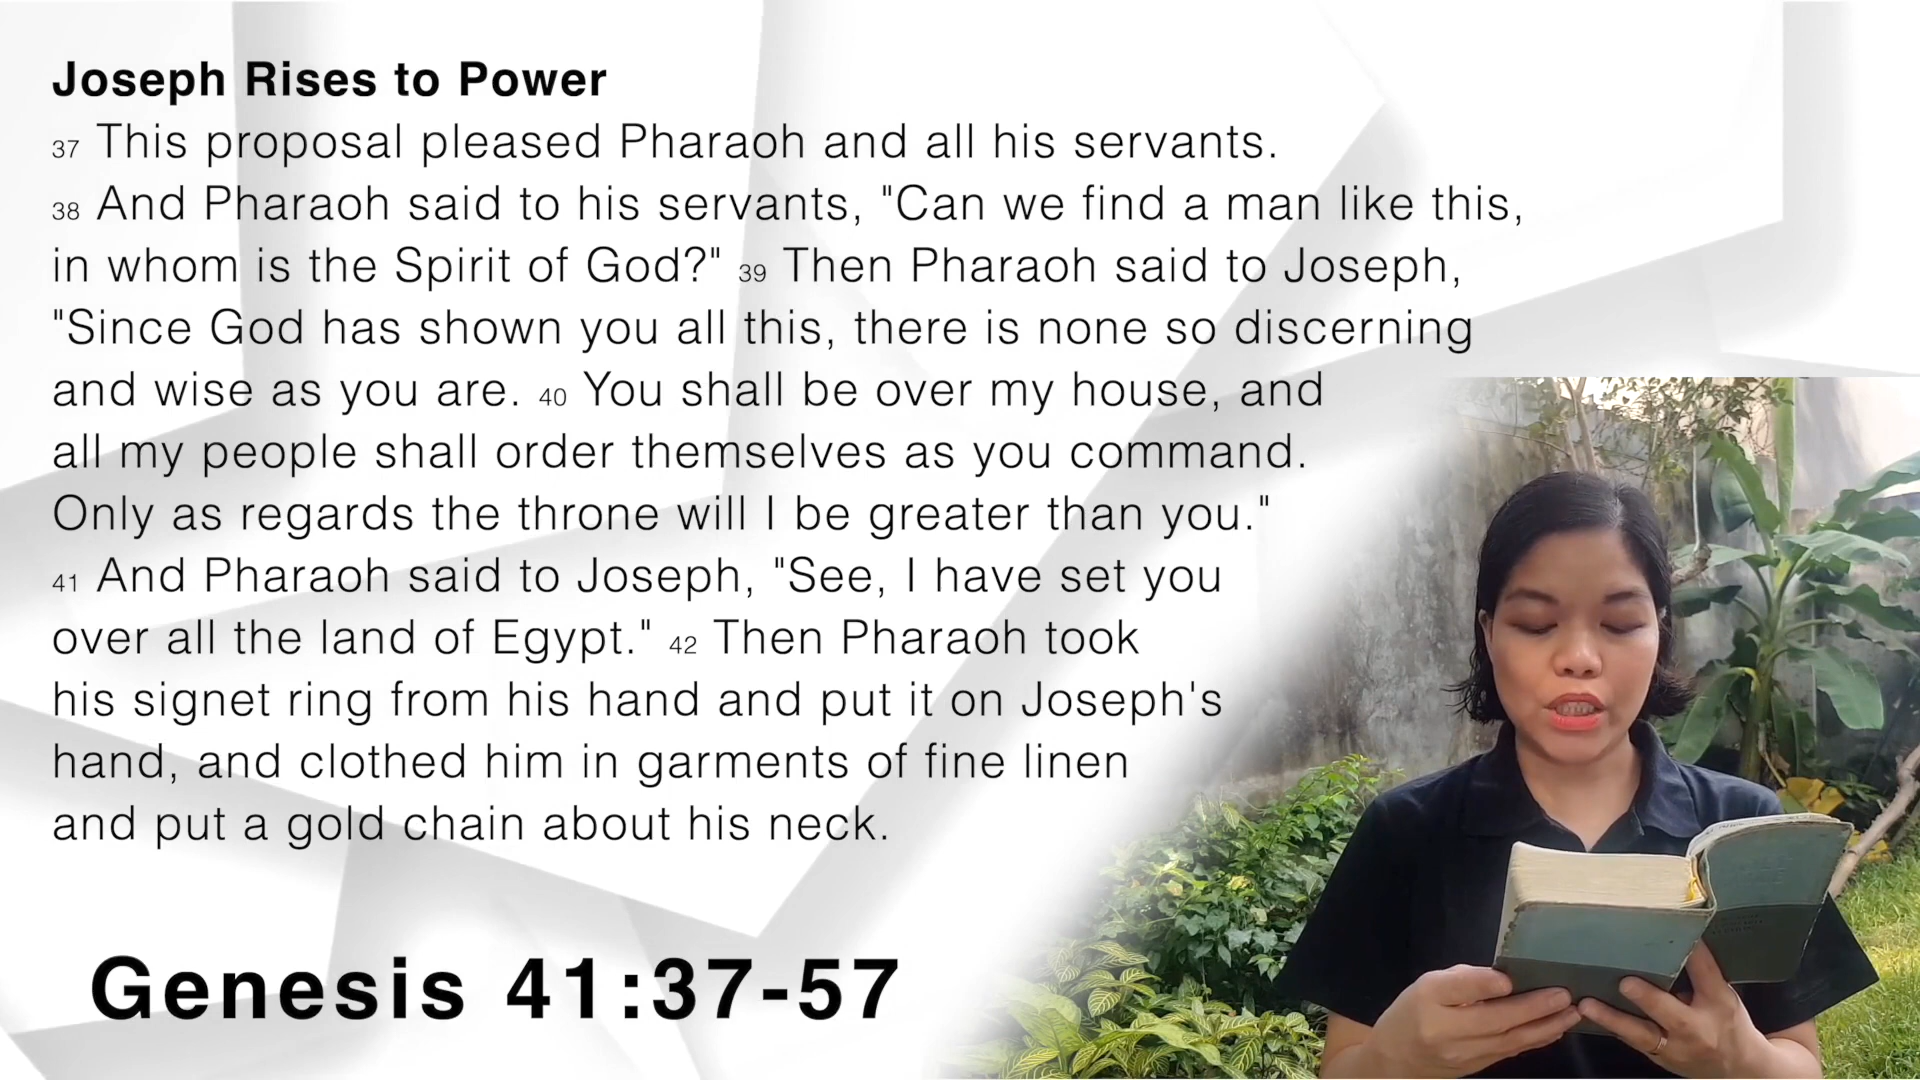 Joseph Rises to Power
37 This proposal pleased Pharaoh and all his servants.
38 And Pharaoh said to his servants, "Can we find a man like this,
in whom is the Spirit of God?" 39 Then Pharaoh said to Joseph,
"Since God has shown you all this, there is none so discerning
and wise as you are. 40 You shall be over my house, and
all my people shall order themselves as you command.
Only as regards the throne will I be greater than you."
41 And Pharaoh said to Joseph, "See, I have set you
over all the land of Egypt." 42 Then Pharaoh took
his signet ring from his hand and put it on Joseph's
hand, and clothed him in garments of fine linen
and put a gold chain about his neck.
Genesis 41:37-57